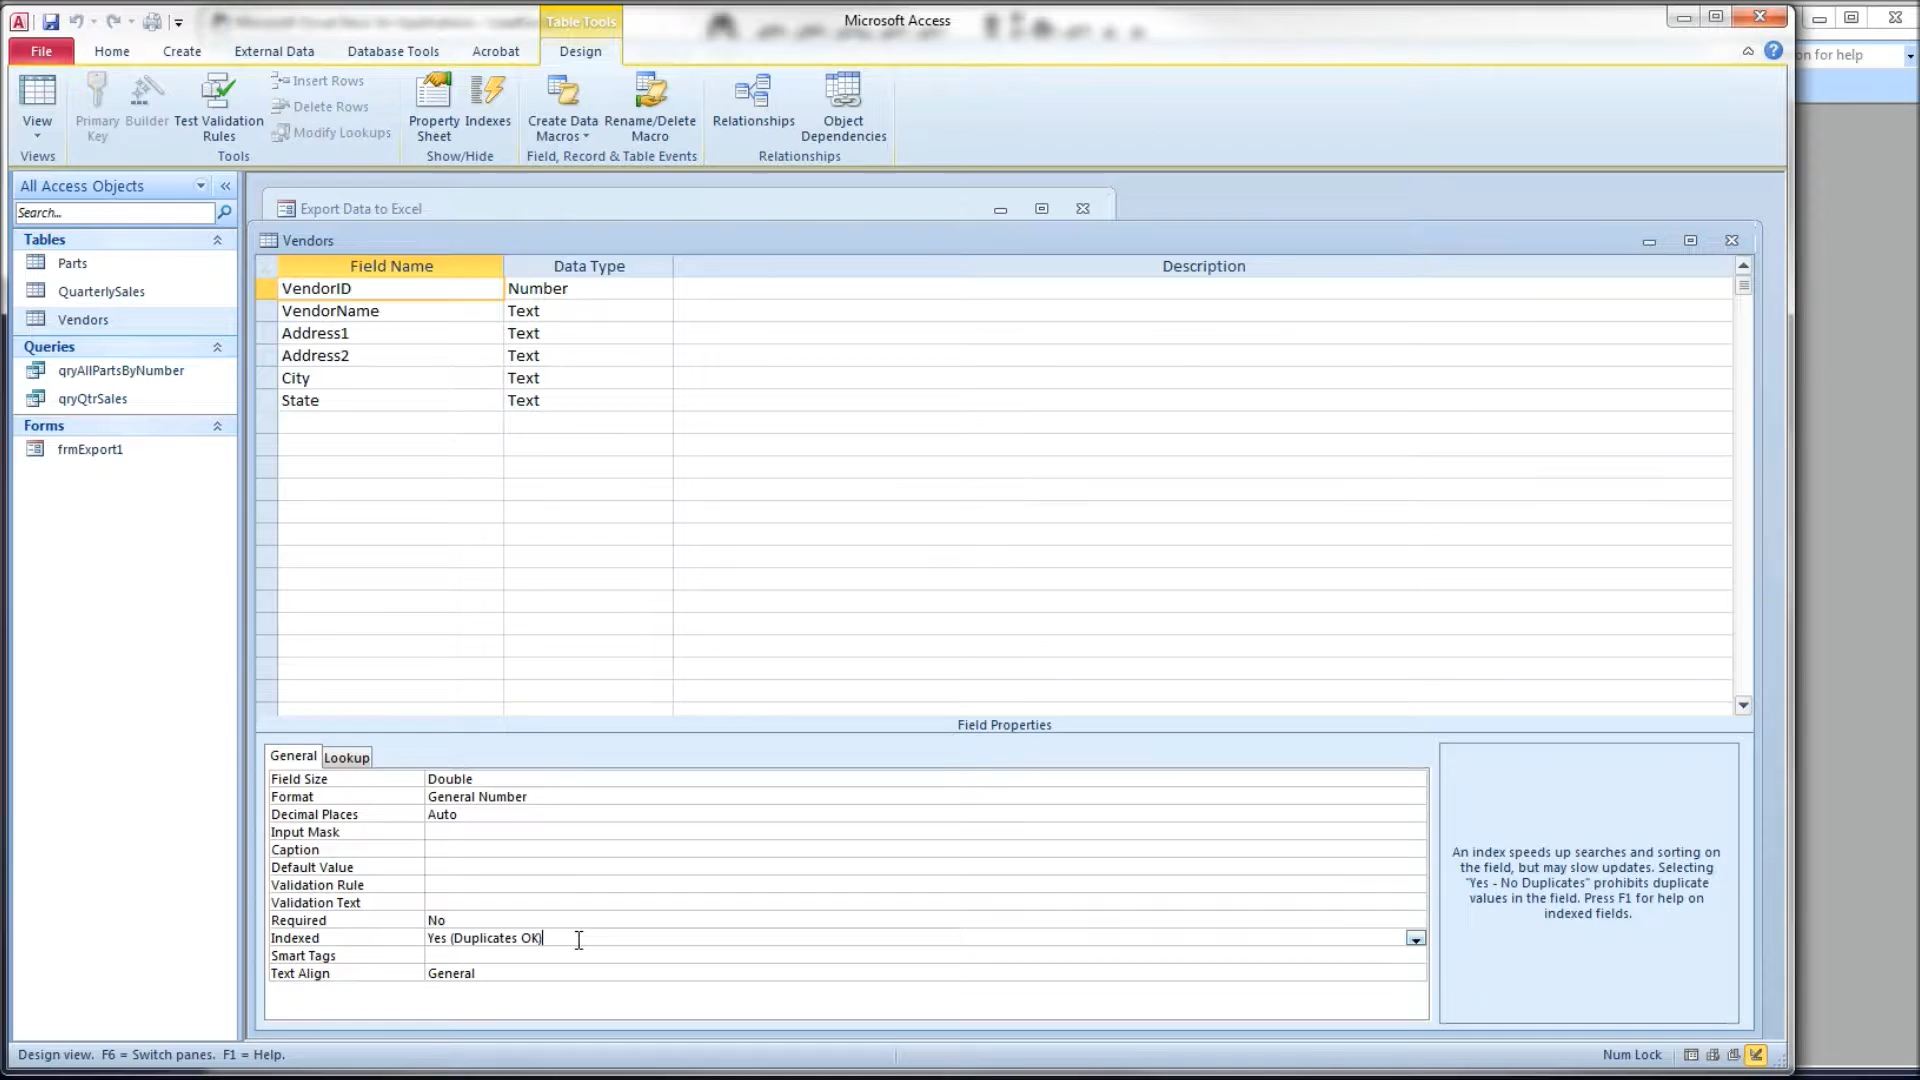 Table Tools
Microsoft Access
File Home Create External Data Database Tools Acrobat Design
on for help
View
Views
Primary Key
Builder
Test Validation Rules
Insert Rows
Delete Rows
Modify Lookups
Tools
Property Sheet
Indexes
Show/Hide
Create Data Macros
Rename/Delete Macro
Field, Record & Table Events
Relationships
Object Dependencies
Relationships
All Access Objects
Search...
Tables
Parts
QuarterlySales
Vendors
Queries
qryAllPartsByNumber
qryQtrSales
Forms
frmExport1
Export Data to Excel
Vendors
Field Name Data Type Description
VendorID Number
VendorName Text
Address1 Text
Address2 Text
City Text
State Text
Field Properties
General Lookup
Field Size Double
Format General Number
Decimal Places Auto
Input Mask
Caption
Default Value
Validation Rule
Validation Text
Required No
Indexed Yes (Duplicates OK)
Smart Tags
Text Align General
An index speeds up searches and sorting on
the field, but may slow updates. Selecting
"Yes - No Duplicates" prohibits duplicate
values in the field. Press F1 for help on
indexed fields.
Design view. F6 = Switch panes. F1 = Help.
Num Lock